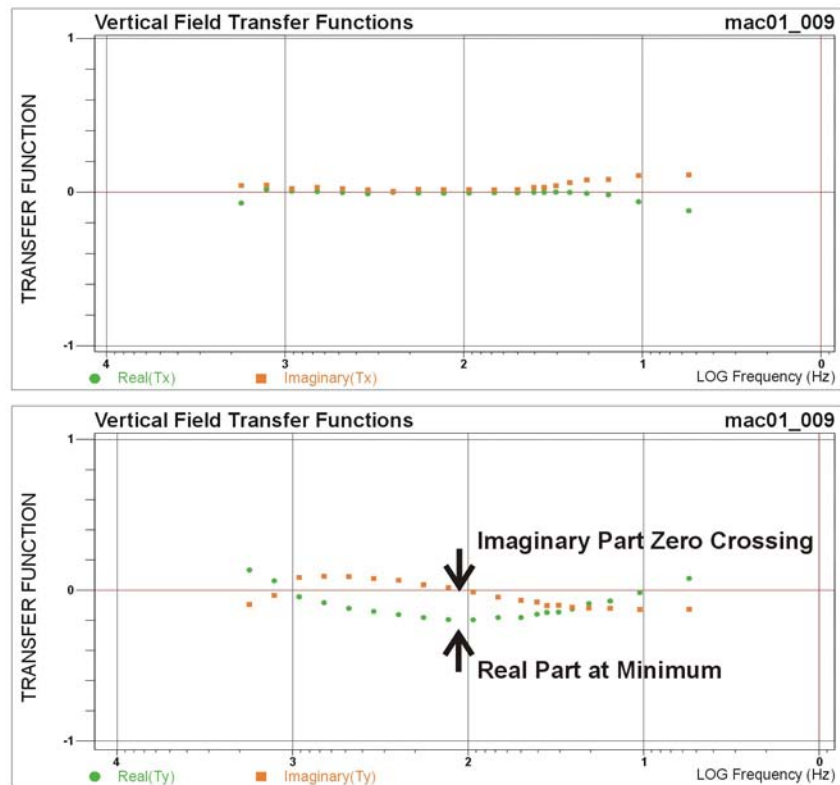 Vertical Field Transfer Functions mac01_009
1
0
-1
TRANSFER FUNCTION
4 3 2 1 0
Real(Tx) Imaginary(Tx) LOG Frequency (Hz)
Vertical Field Transfer Functions mac01_009
1
Imaginary Part Zero Crossing
0
Real Part at Minimum
-1
TRANSFER FUNCTION
4 3 2 1 0
Real(Ty) Imaginary(Ty) LOG Frequency (Hz)